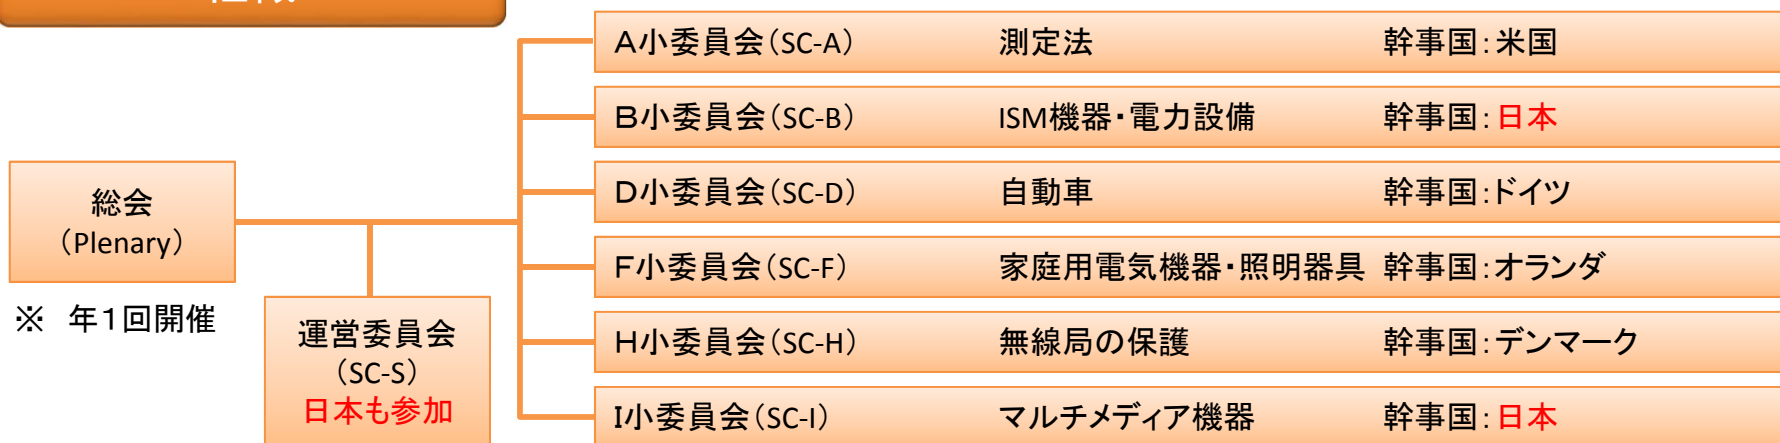 A小委員会（SC-A） 測定法 幹事国：米国
B小委員会（SC-B） ISM機器・電力設備 幹事国：日本
D小委員会（SC-D） 自動車 幹事国：ドイツ
F小委員会（SC-F） 家庭用電気機器・照明器具 幹事国：オランダ
H小委員会（SC-H） 無線局の保護 幹事国：デンマーク
I小委員会（SC-I） マルチメディア機器 幹事国：日本
総会
（Plenary）
※ 年１回開催
運営委員会
（SC-S）
日本も参加